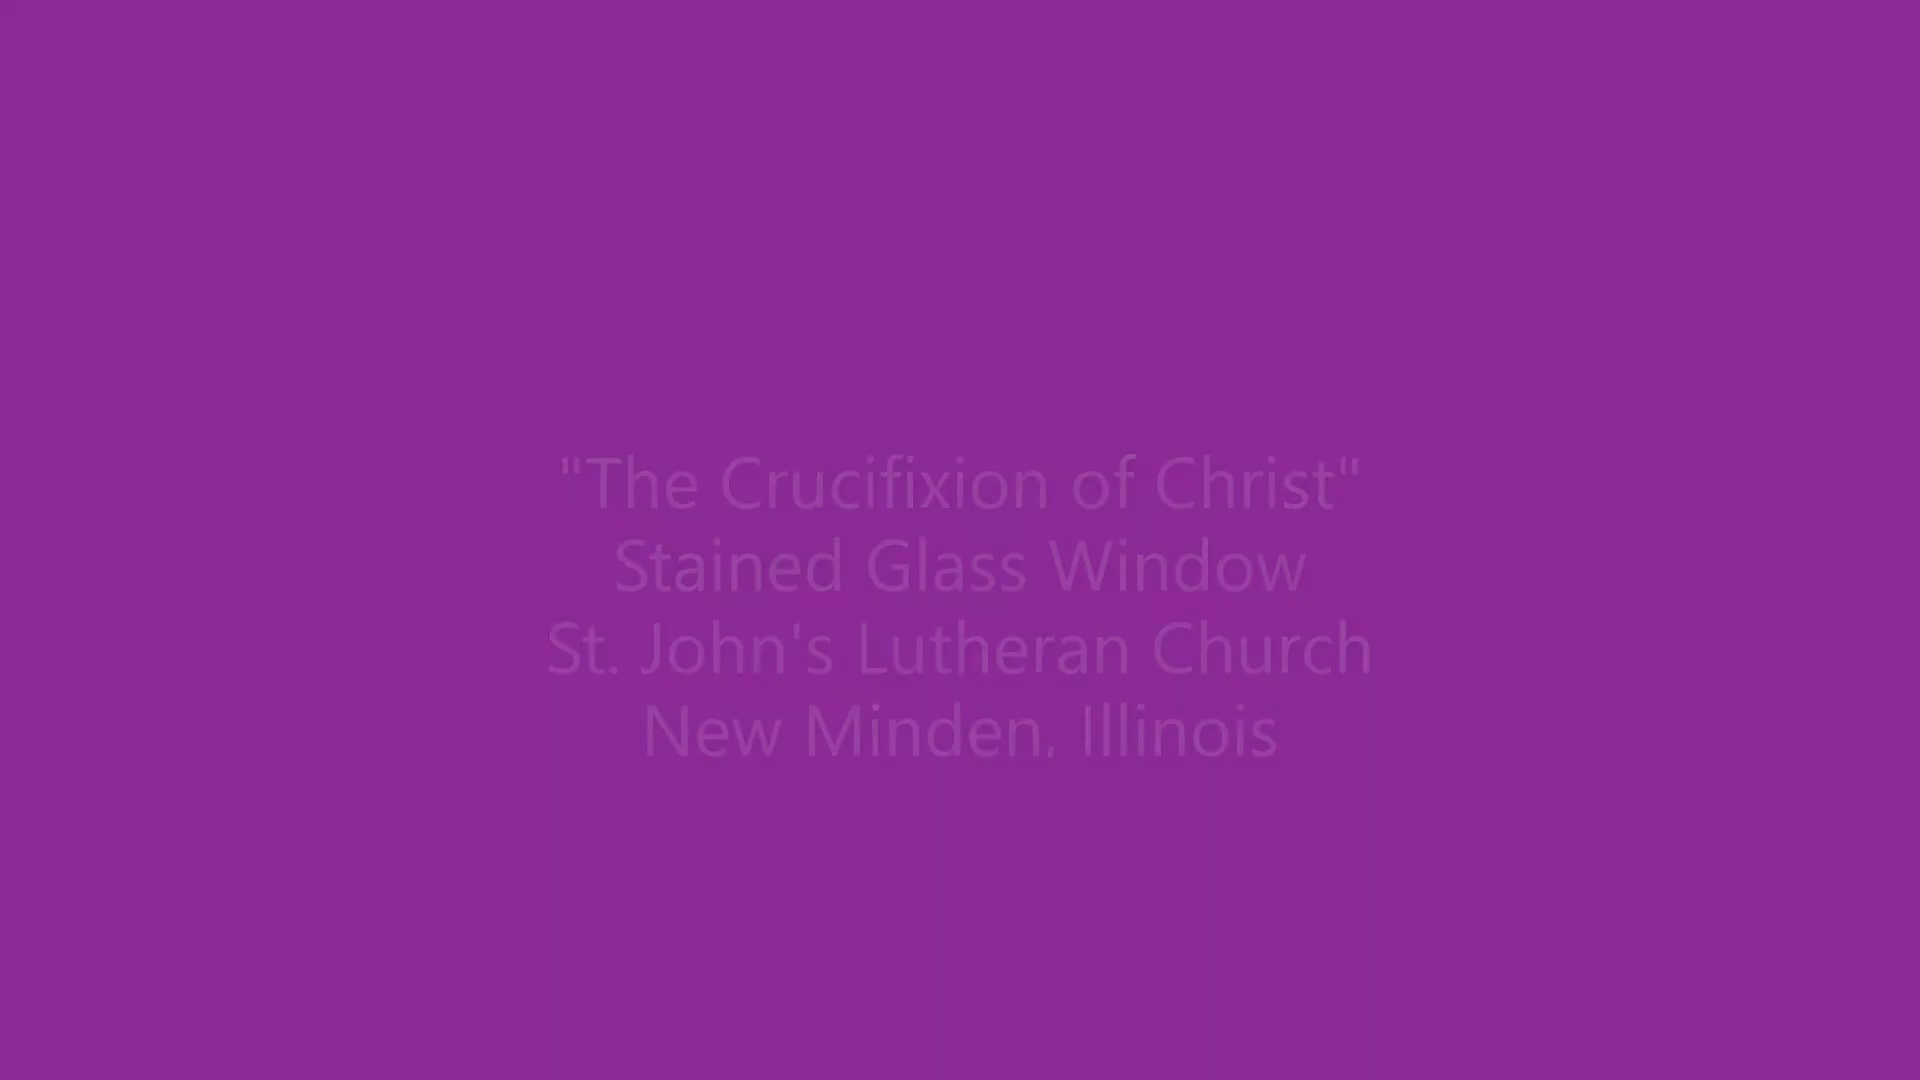 "The Crucifixion of Christ"
Stained Glass Window
St. John's Lutheran Church
New Minden, Illinois